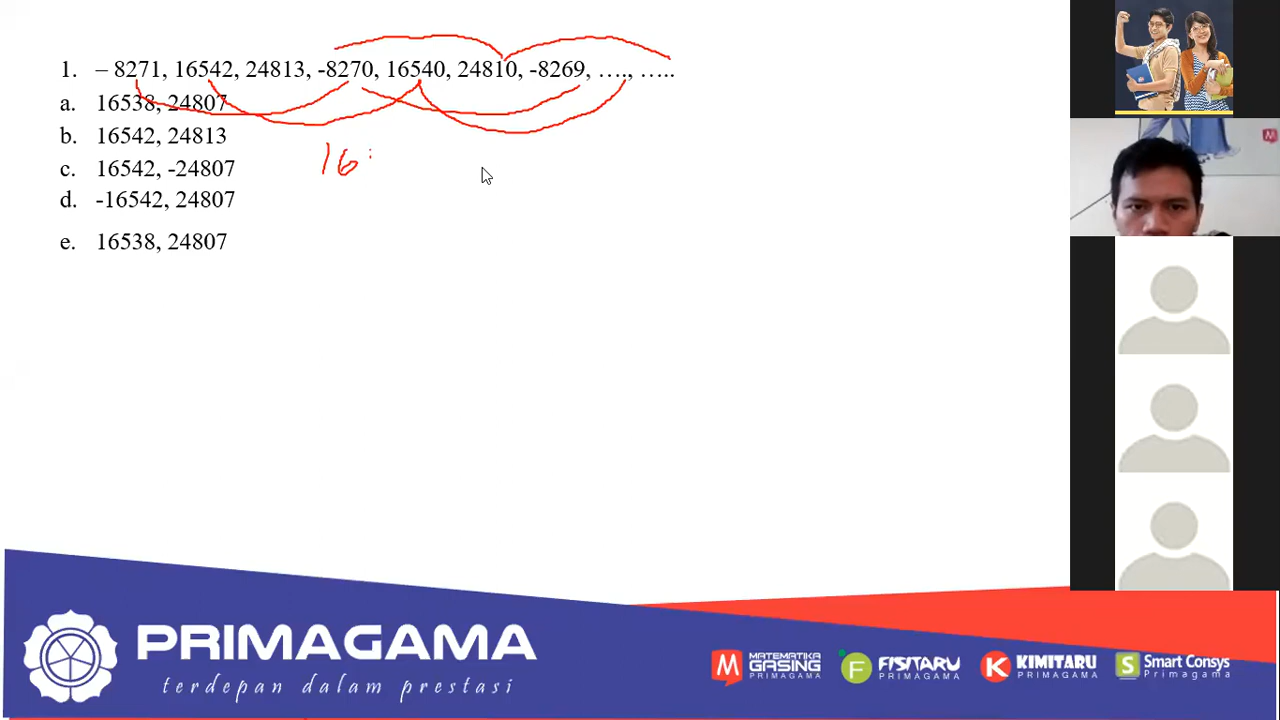 1. – 8271, 16542, 24813, -8270, 16540, 24810, -8269, …., …..
a. 16538, 24807
b. 16542, 24813
c. 16542, -24807
d. -16542, 24807
e. 16538, 24807
16
PRIMAGAMA
terdepan dalam prestasi
M MATEMATIKA GASING PRIMAGAMA
F FISITARU PRIMAGAMA
K KIMITARU PRIMAGAMA
S Smart Consys Primagama